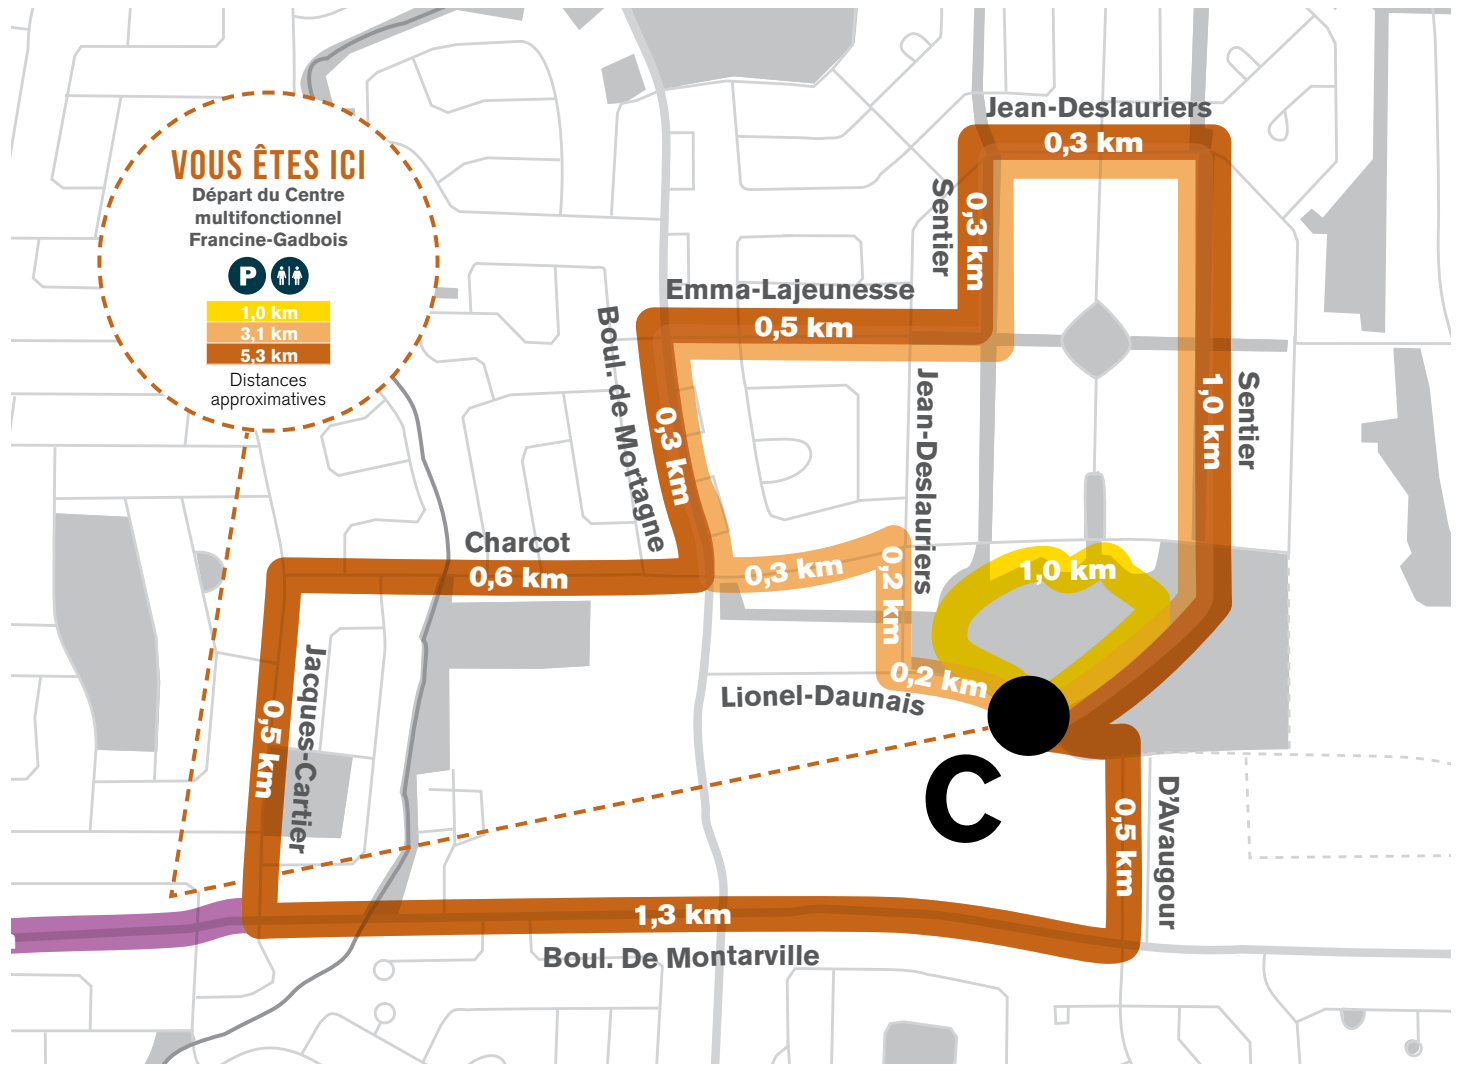 VOUS ÊTES ICI
Départ du Centre
multifonctionnel
Francine-Gadbois
P
1,0 km
3,1 km
5,3 km
Distances
approximatives
Jean-Deslauriers
0,3 km
Sentier
0,3 km
Emma-Lajeunesse
0,5 km
Boul. de Mortagne
0,3 km
Jean-Deslauriers
Sentier
1,0 km
Charcot
0,6 km
0,3 km
0,2 km
1,0 km
0,2 km
Lionel-Daunais
Jacques-Cartier
0,5 km
C
D'Avaugour
0,5 km
1,3 km
Boul. De Montarville